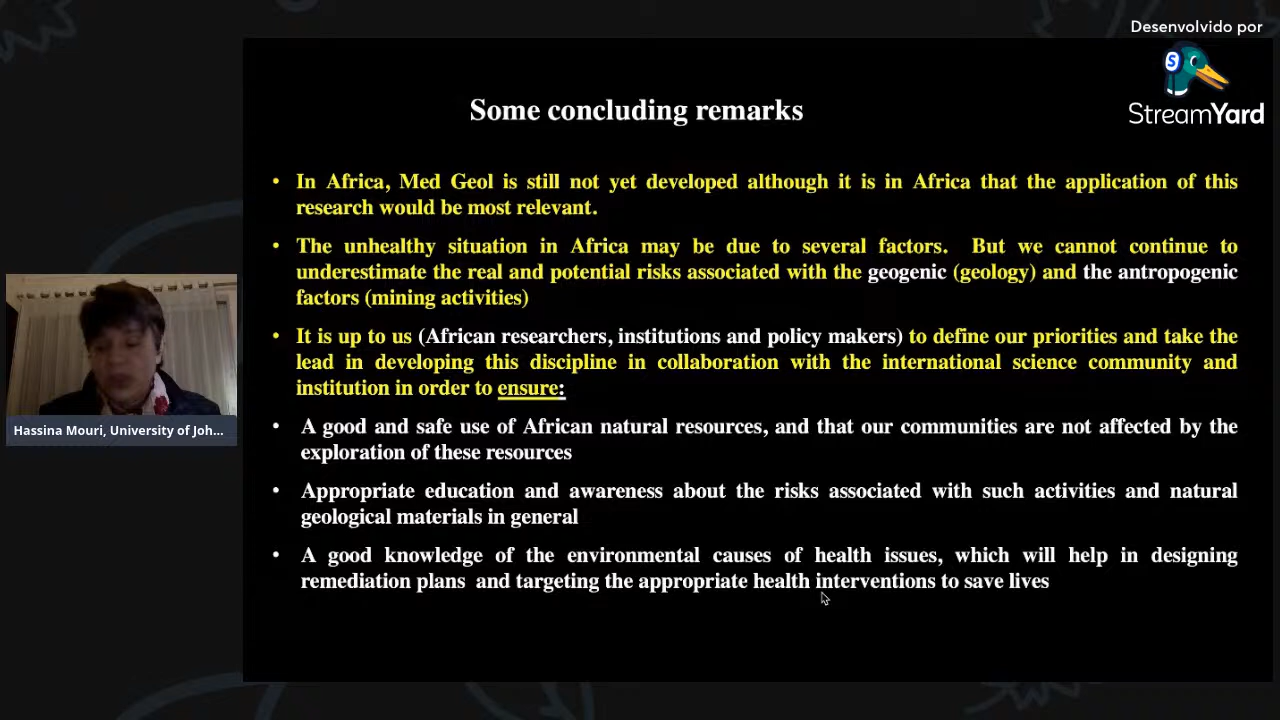 Desenvolvido por
S
StreamYard
Some concluding remarks
• In Africa, Med Geol is still not yet developed although it is in Africa that the application of this
research would be most relevant.
• The unhealthy situation in Africa may be due to several factors. But we cannot continue to
underestimate the real and potential risks associated with the geogenic (geology) and the antropogenic
factors (mining activities)
• It is up to us (African researchers, institutions and policy makers) to define our priorities and take the
lead in developing this discipline in collaboration with the international science community and
institution in order to ensure:
• A good and safe use of African natural resources, and that our communities are not affected by the
exploration of these resources
• Appropriate education and awareness about the risks associated with such activities and natural
geological materials in general
• A good knowledge of the environmental causes of health issues, which will help in designing
remediation plans and targeting the appropriate health interventions to save lives
Hassina Mouri, University of Joh...